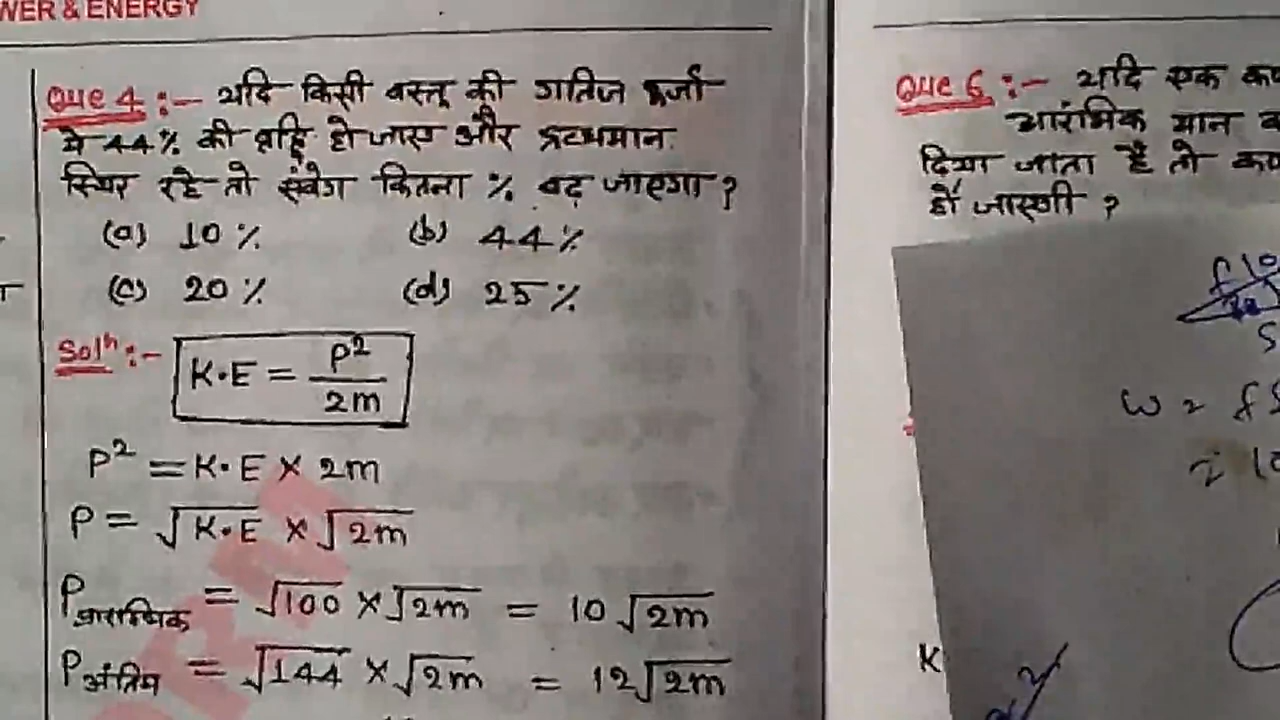 WER & ENERGY
Que 4 :- यदि किसी वस्तु की गतिज ऊर्जा
मे 44% की वृद्धि हो जाए और द्रव्यमान
स्थिर रहे तो संवेग कितना % बढ़ जाएगा ?
(a) 10 % (b) 44 %
(c) 20 % (d) 25 %
Solⁿ :- K.E = P²/2m
P² = K.E × 2m
P = √K.E × √2m
P प्रारम्भिक = √100 × √2m = 10 √2m
P अंतिम = √144 × √2m = 12 √2m
Que 6 :- यदि एक
आरंभिक मान
दिया जाता है तो
हो जाएगी ?
K